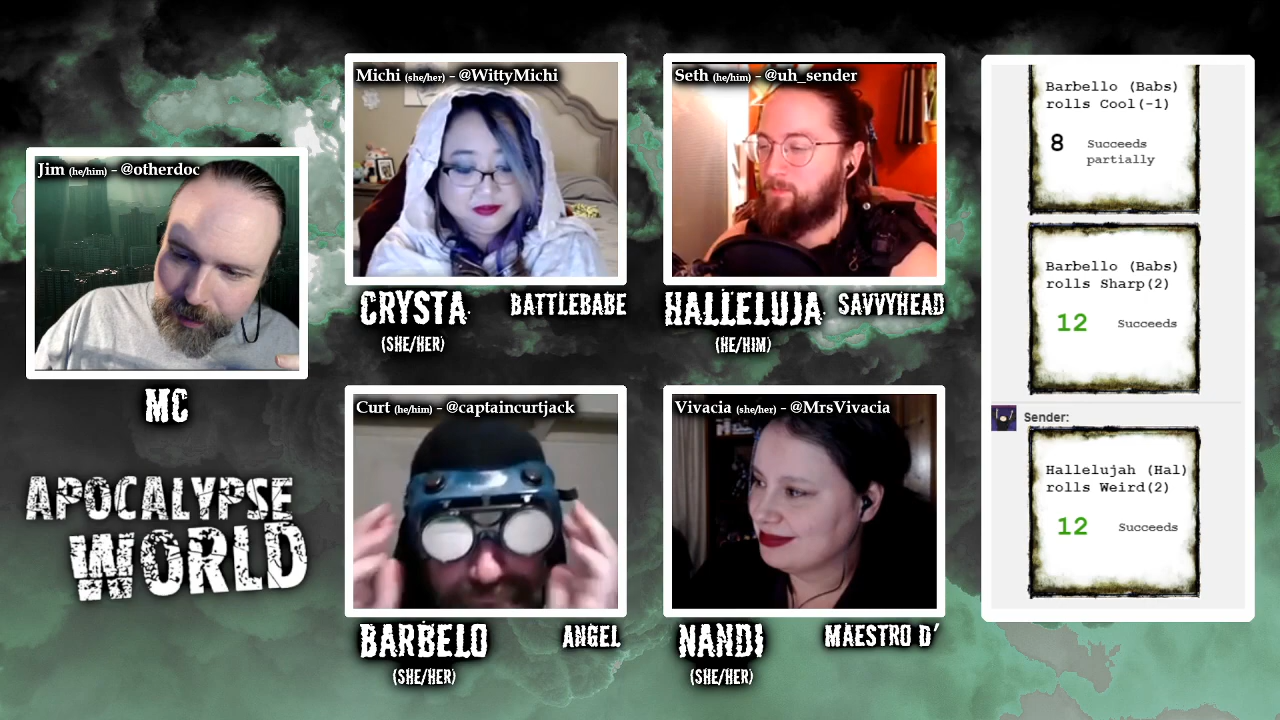 Jim (he/him) - @otherdoc
MC
APOCALYPSE
WORLD
Michi (she/her) - @WittyMichi
CRYSTA BATTLEBABE
(SHE/HER)
Seth (he/him) - @uh_sender
HALLELUJA SAVVYHEAD
(HE/HIM)
Curt (he/him) - @captaincurtjack
BARBELO ANGEL
(SHE/HER)
Vivacia (she/her) - @MrsVivacia
NANDI MAESTRO D'
(SHE/HER)
Barbello (Babs)
rolls Cool(-1)
8 Succeeds
partially
Barbello (Babs)
rolls Sharp(2)
12 Succeeds
Sender:
Hallelujah (Hal)
rolls Weird(2)
12 Succeeds